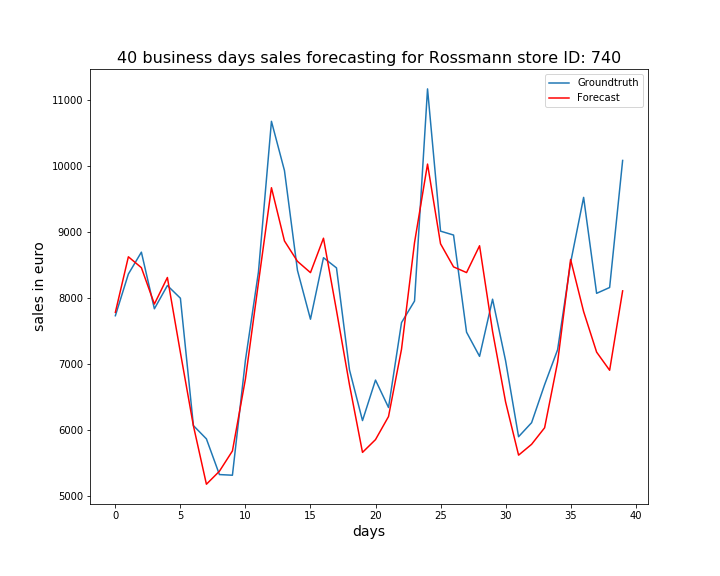 40 business days sales forecasting for Rossmann store ID: 740
Groundtruth
Forecast
11000
10000
9000
8000
7000
6000
5000
sales in euro
0 5 10 15 20 25 30 35 40
days